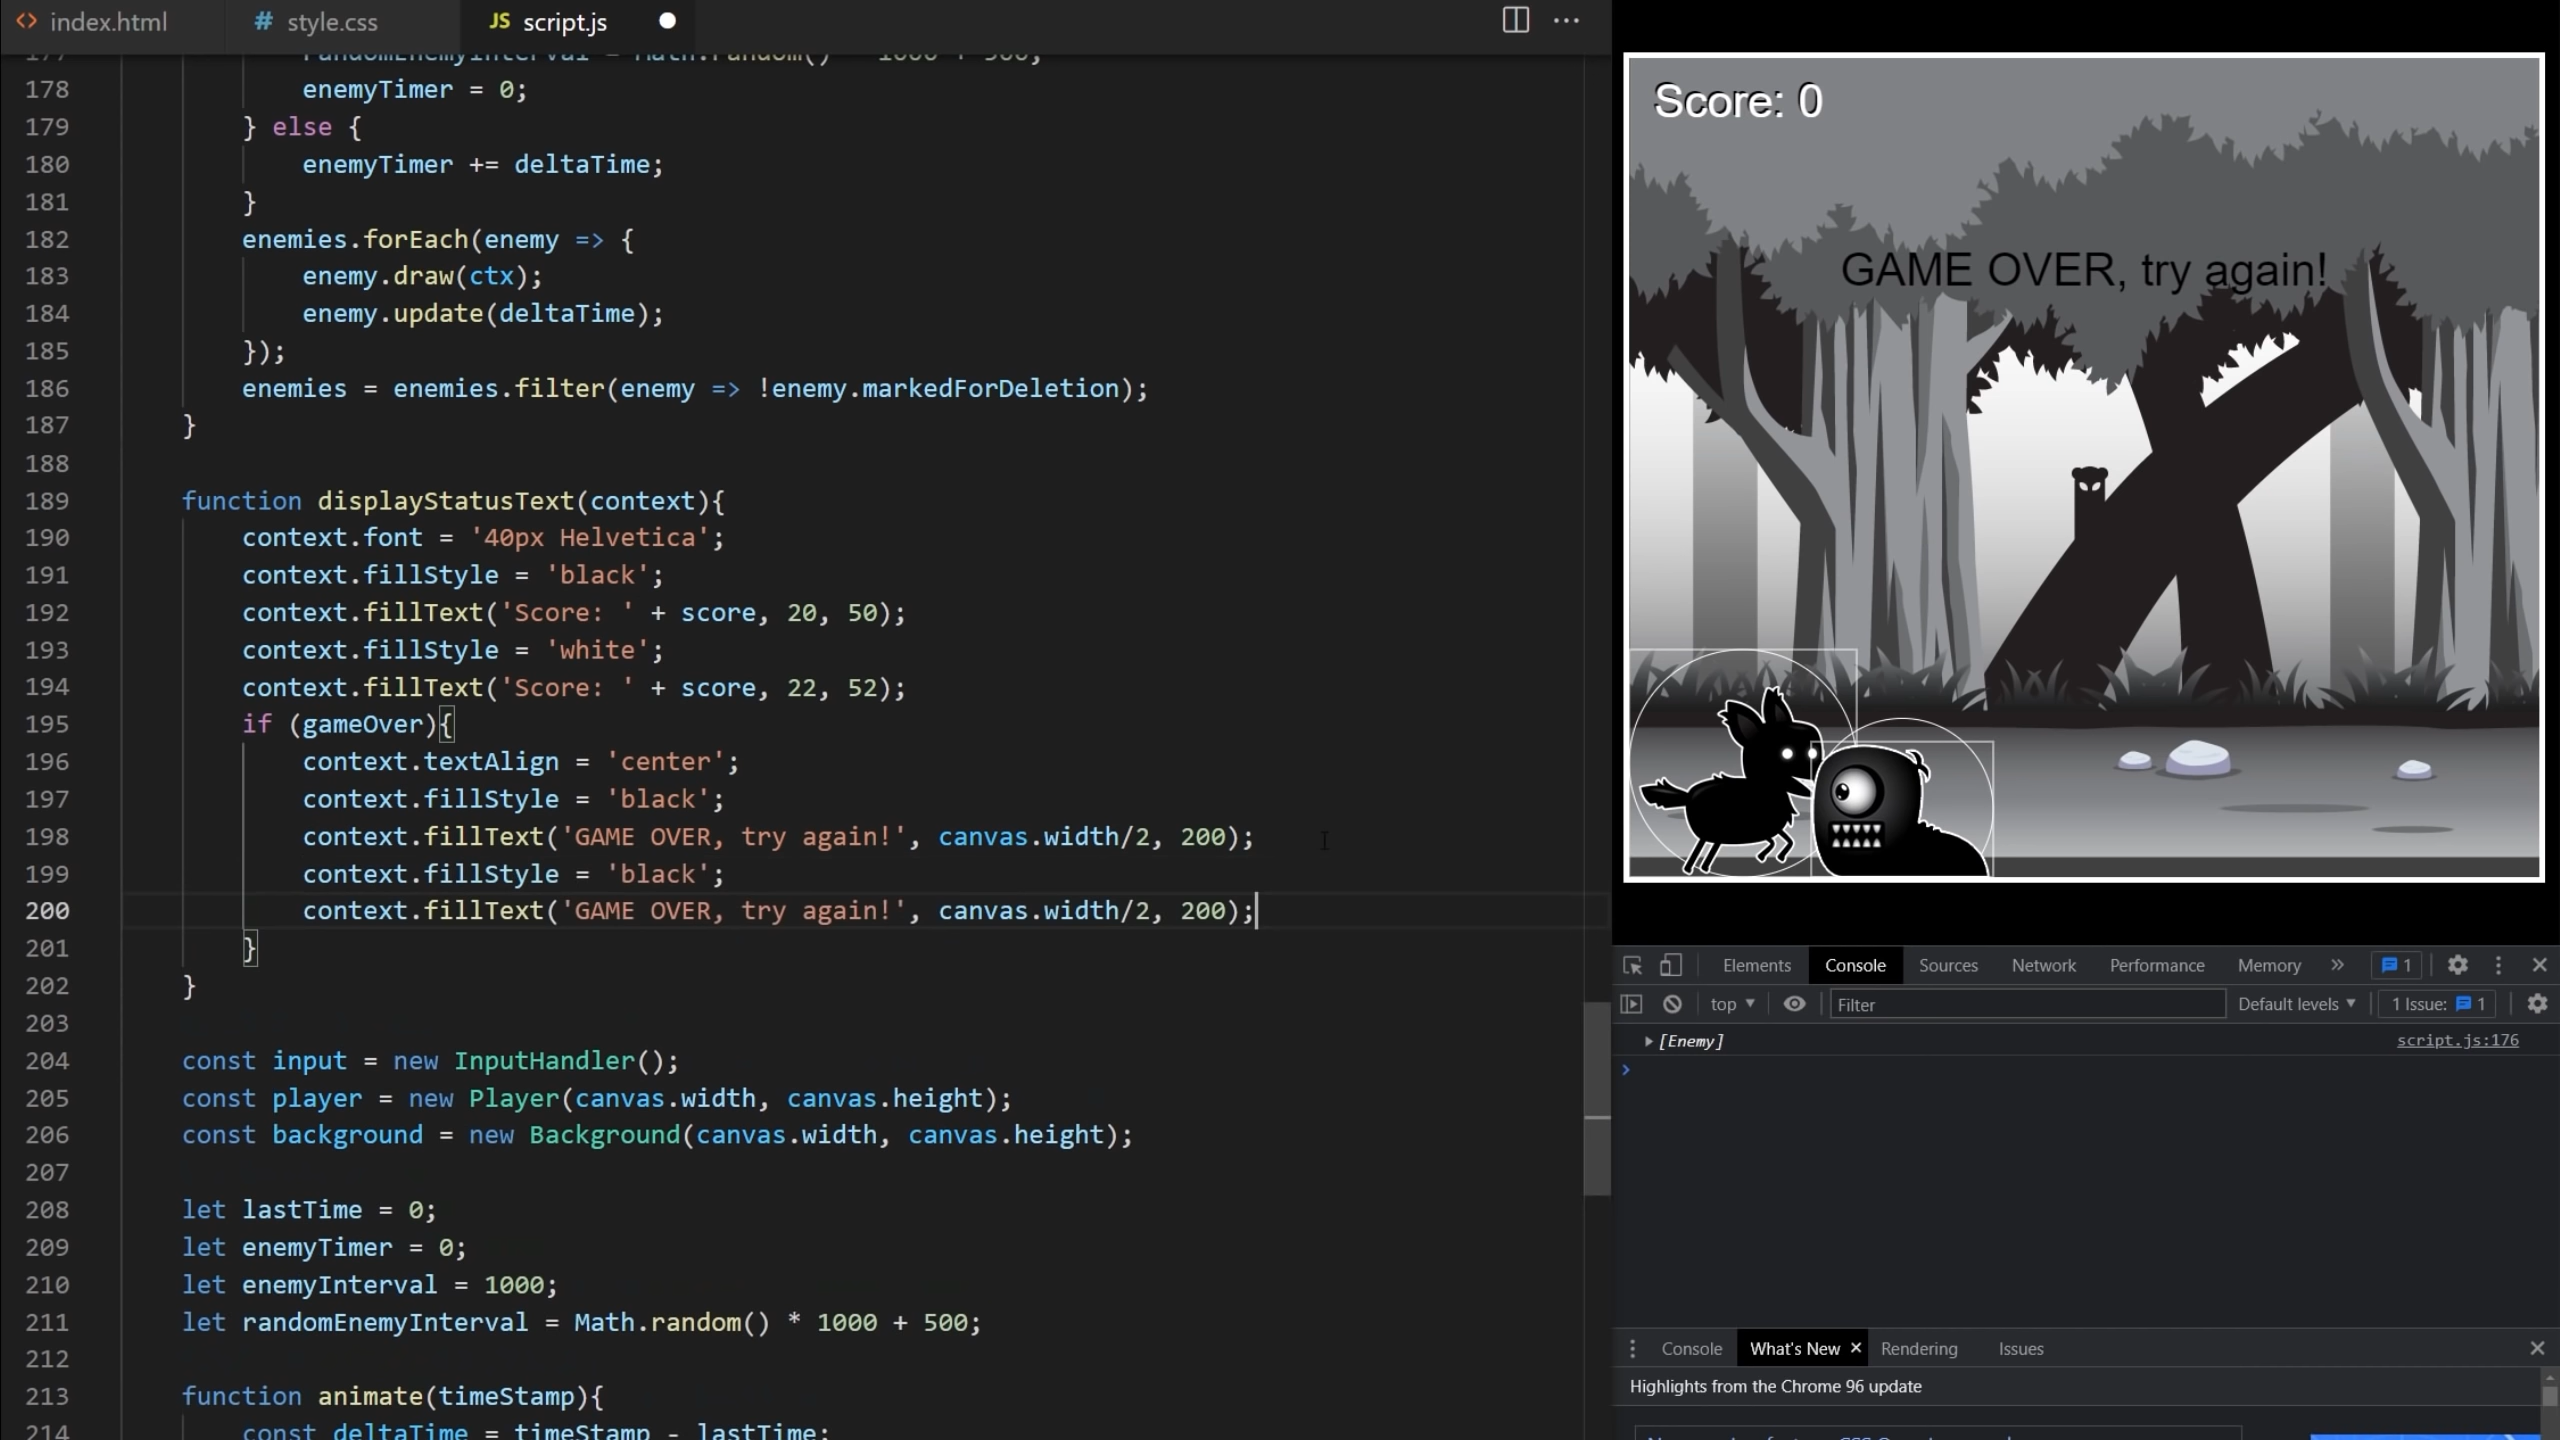 index.html
style.css
JS script.js
177 randomEnemyInterval = Math.random() * 1000 + 500;
178 enemyTimer = 0;
179 } else {
180 enemyTimer += deltaTime;
181 }
182 enemies.forEach(enemy => {
183 enemy.draw(ctx);
184 enemy.update(deltaTime);
185 });
186 enemies = enemies.filter(enemy => !enemy.markedForDeletion);
187 }
188
189 function displayStatusText(context){
190 context.font = '40px Helvetica';
191 context.fillStyle = 'black';
192 context.fillText('Score: ' + score, 20, 50);
193 context.fillStyle = 'white';
194 context.fillText('Score: ' + score, 22, 52);
195 if (gameOver){
196 context.textAlign = 'center';
197 context.fillStyle = 'black';
198 context.fillText('GAME OVER, try again!', canvas.width/2, 200);
199 context.fillStyle = 'black';
200 context.fillText('GAME OVER, try again!', canvas.width/2, 200);
201 }
202 }
203
204 const input = new InputHandler();
205 const player = new Player(canvas.width, canvas.height);
206 const background = new Background(canvas.width, canvas.height);
207
208 let lastTime = 0;
209 let enemyTimer = 0;
210 let enemyInterval = 1000;
211 let randomEnemyInterval = Math.random() * 1000 + 500;
212
213 function animate(timeStamp){
214 const deltaTime = timeStamp - lastTime;
Score: 0
GAME OVER, try again!
Elements Console Sources Network Performance Memory » 1
top Filter Default levels 1 Issue: 1
[Enemy] script.js:176
Console What's New Rendering Issues
Highlights from the Chrome 96 update